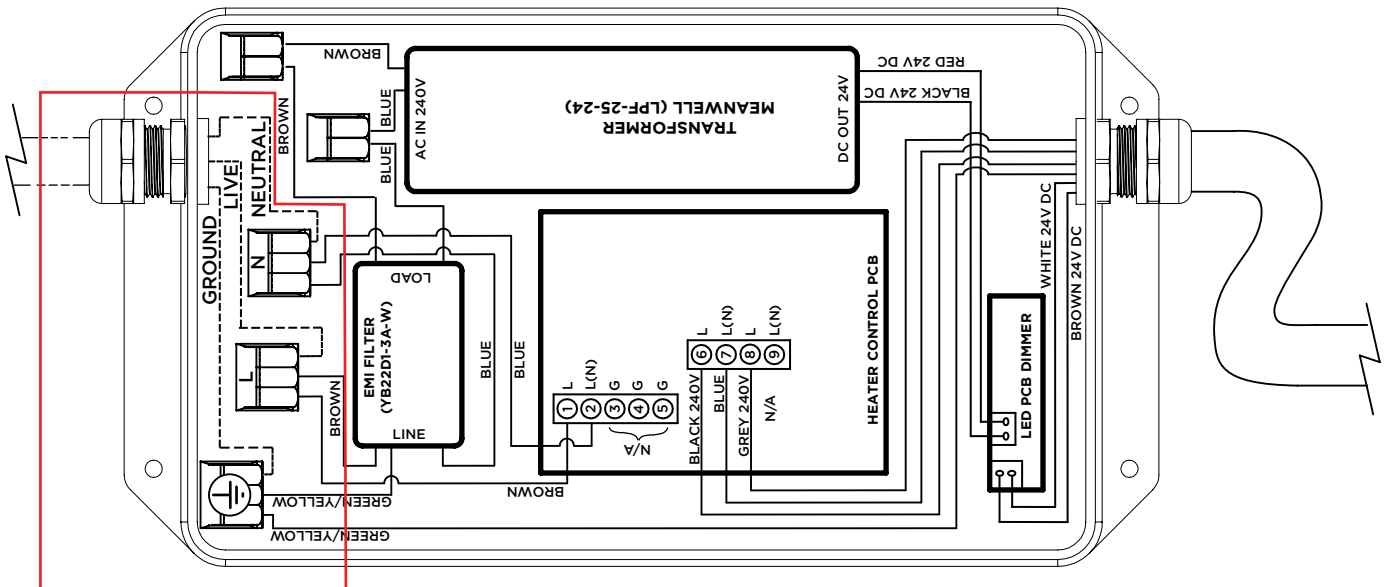 BROWN
BROWN
BLUE
BLUE
AC IN 240V
TRANSFORMER
MEANWELL (LPF-25-24)
DC OUT 24V
RED 24V DC
BLACK 24V DC
GROUND
LIVE
NEUTRAL
N
L
BROWN
LOAD
EMI FILTER
(YB22D1-3A-W)
LINE
BLUE
BLUE
BROWN
GREEN/YELLOW
GREEN/YELLOW
1 L
2 L(N)
3 G
4 G
5 G
N/A
6 L
7 L(N)
8 L
9 L(N)
BLACK 240V
BLUE
GREY 240V
N/A
HEATER CONTROL PCB
WHITE 24V DC
BROWN 24V DC
LED PCB DIMMER